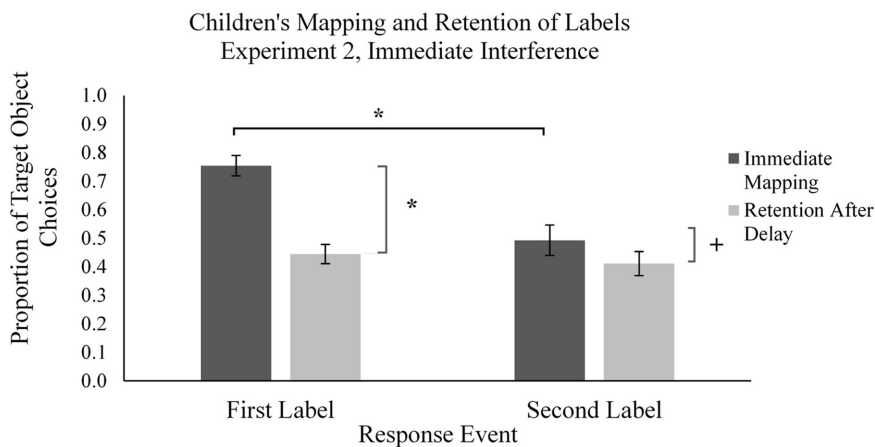 Children's Mapping and Retention of Labels
Experiment 2, Immediate Interference
Proportion of Target Object
Choices
1.0
0.9
0.8
0.7
0.6
0.5
0.4
0.3
0.2
0.1
0.0
*
*
+
Immediate
Mapping
Retention After
Delay
First Label
Second Label
Response Event